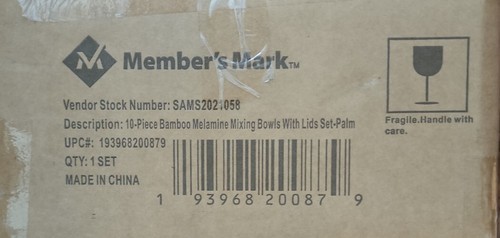 Member's Mark™
Vendor Stock Number: SAMS2021058
Description: 10-Piece Bamboo Melamine Mixing Bowls With Lids Set-Palm
UPC#: 193968200879
QTY: 1 SET
MADE IN CHINA
Fragile.Handle with
care.
1 93968 20087 9